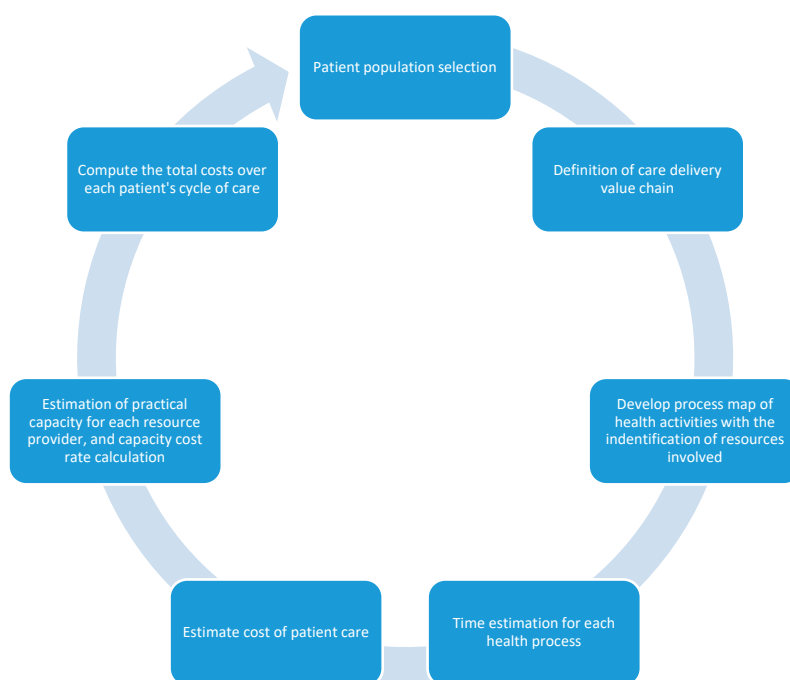 Patient population selection
Definition of care delivery
value chain
Develop process map of
health activities with the
indentification of resources
involved
Time estimation for each
health process
Estimate cost of patient care
Estimation of practical
capacity for each resource
provider, and capacity cost
rate calculation
Compute the total costs over
each patient's cycle of care